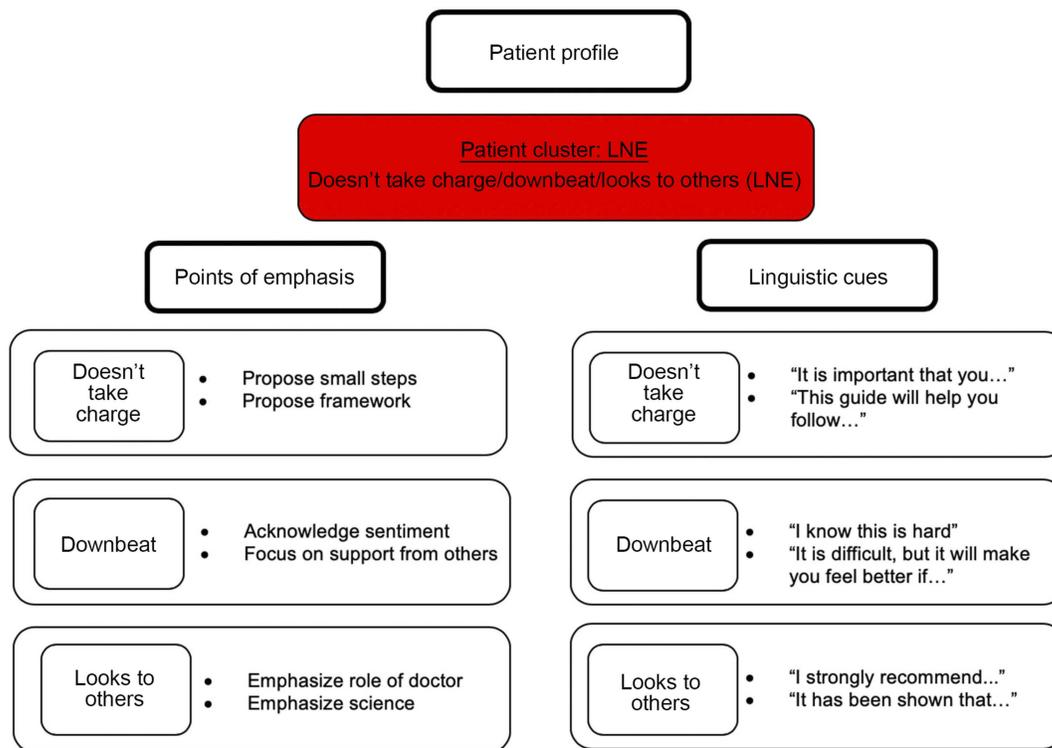 Patient profile
Patient cluster: LNE
Doesn’t take charge/downbeat/looks to others (LNE)
Points of emphasis
Doesn’t
take
charge
• Propose small steps
• Propose framework
Downbeat
• Acknowledge sentiment
• Focus on support from others
Looks to
others
• Emphasize role of doctor
• Emphasize science
Linguistic cues
Doesn’t
take
charge
• “It is important that you…”
• “This guide will help you
follow…”
Downbeat
• “I know this is hard”
• “It is difficult, but it will make
you feel better if…”
Looks to
others
• “I strongly recommend...”
• “It has been shown that…”